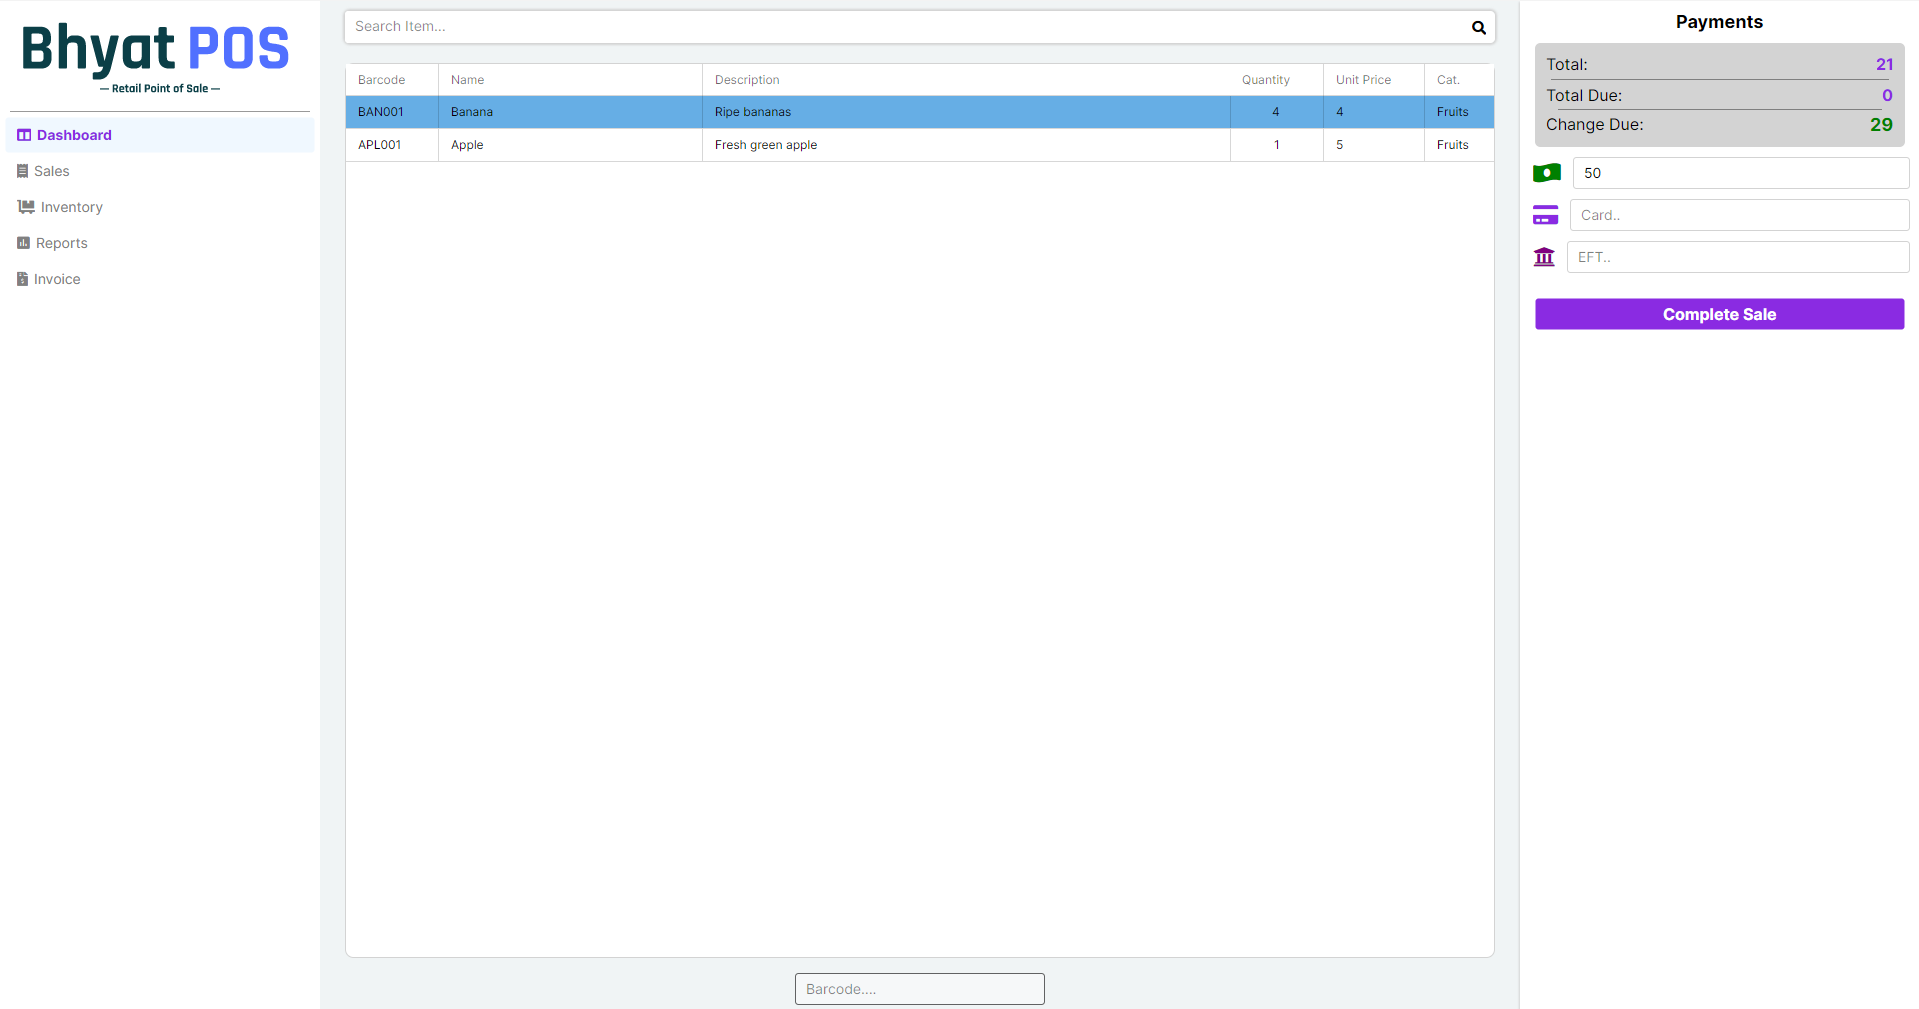 Bhyat POS
— Retail Point of Sale —
Dashboard
Sales
Inventory
Reports
Invoice
Search Item...
Barcode Name Description Quantity Unit Price Cat.
BAN001 Banana Ripe bananas 4 4 Fruits
APL001 Apple Fresh green apple 1 5 Fruits
Barcode....
Payments
Total: 21
Total Due: 0
Change Due: 29
50
Card..
EFT..
Complete Sale